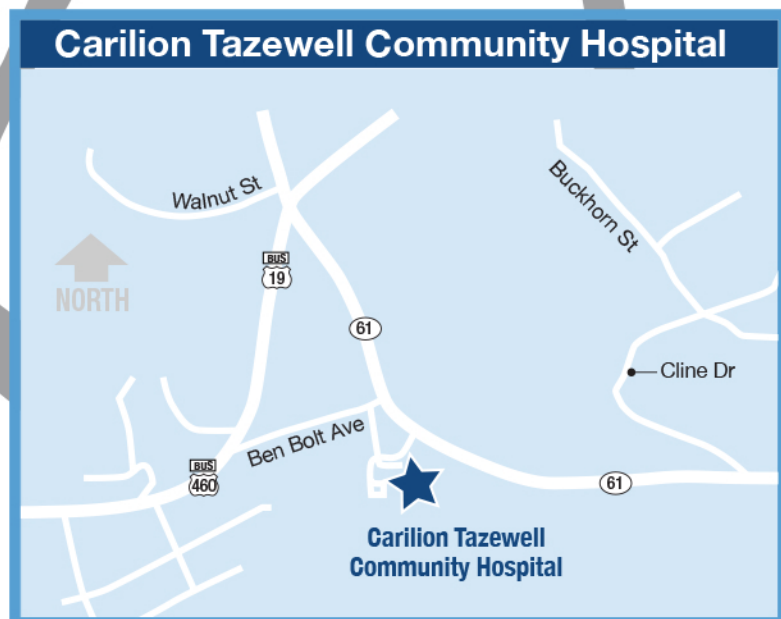 Carilion Tazewell Community Hospital
Walnut St
Buckhorn St
BUS
19
NORTH
61
Cline Dr
Ben Bolt Ave
BUS
460
61
Carilion Tazewell
Community Hospital